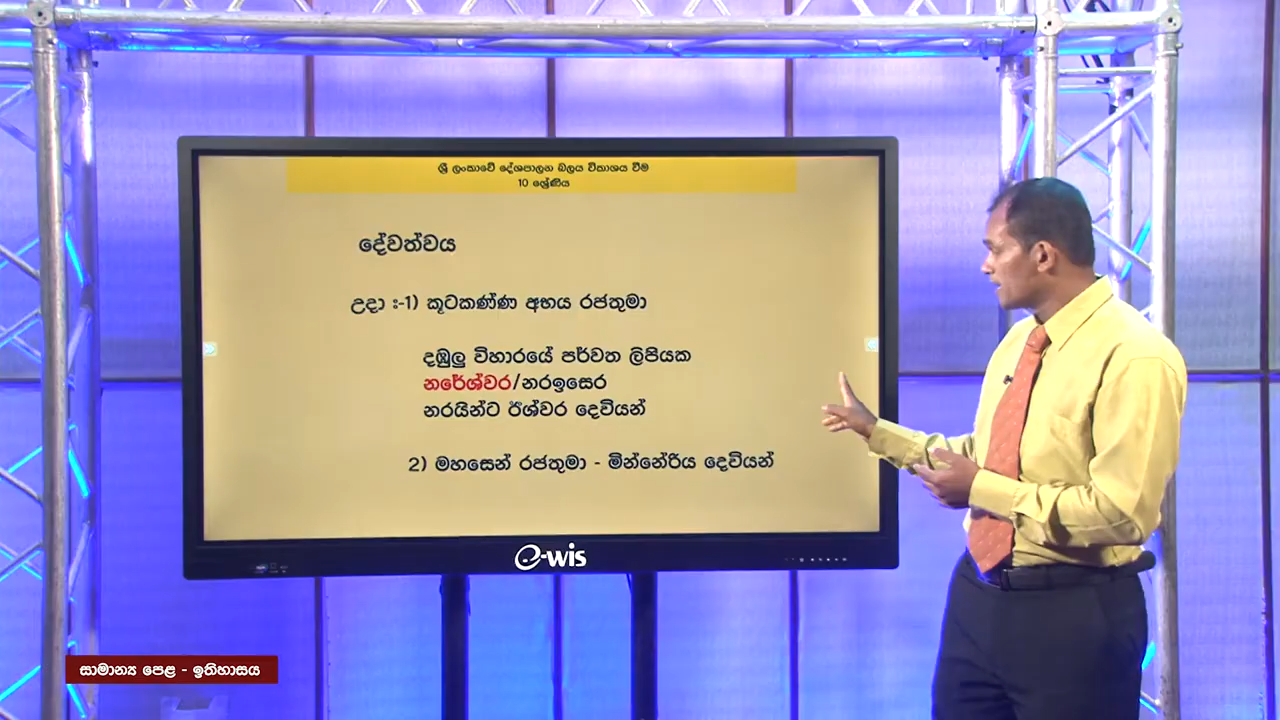 ශ්‍රී ලංකාවේ දේශපාලන බලය විකාශය වීම
10 ශ්‍රේණිය
දේවත්වය
උදා :-1) කූටකණ්ණ අභය රජතුමා
දඹුලු විහාරයේ පර්වත ලිපියක
නරේශ්වර/නරඉසෙර
නරයින්ට ඊශ්වර දෙවියන්
2) මහසෙන් රජතුමා - මින්නේරිය දෙවියන්
e-wis
සාමාන්‍ය පෙළ - ඉතිහාසය